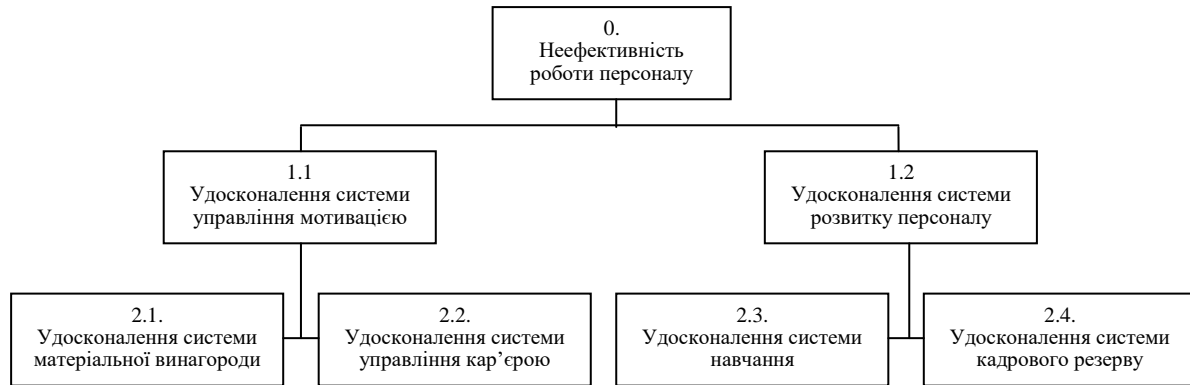 0.
Неефективність
роботи персоналу
1.1
Удосконалення системи
управління мотивацією
1.2
Удосконалення системи
розвитку персоналу
2.1.
Удосконалення системи
матеріальної винагороди
2.2.
Удосконалення системи
управління кар’єрою
2.3.
Удосконалення системи
навчання
2.4.
Удосконалення системи
кадрового резерву